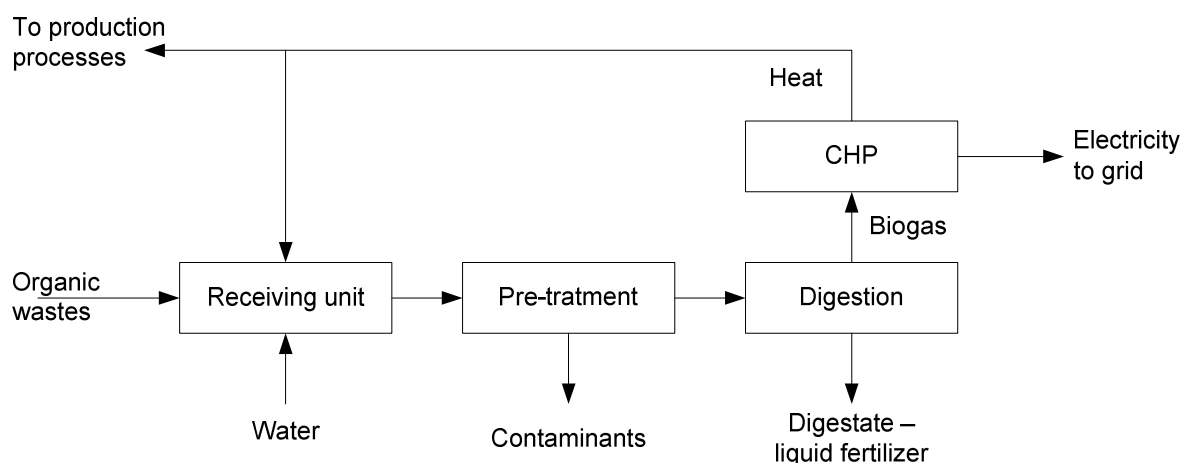 To production
processes
Heat
CHP
Electricity
to grid
Biogas
Organic
wastes
Receiving unit
Pre-tratment
Digestion
Water
Contaminants
Digestate –
liquid fertilizer